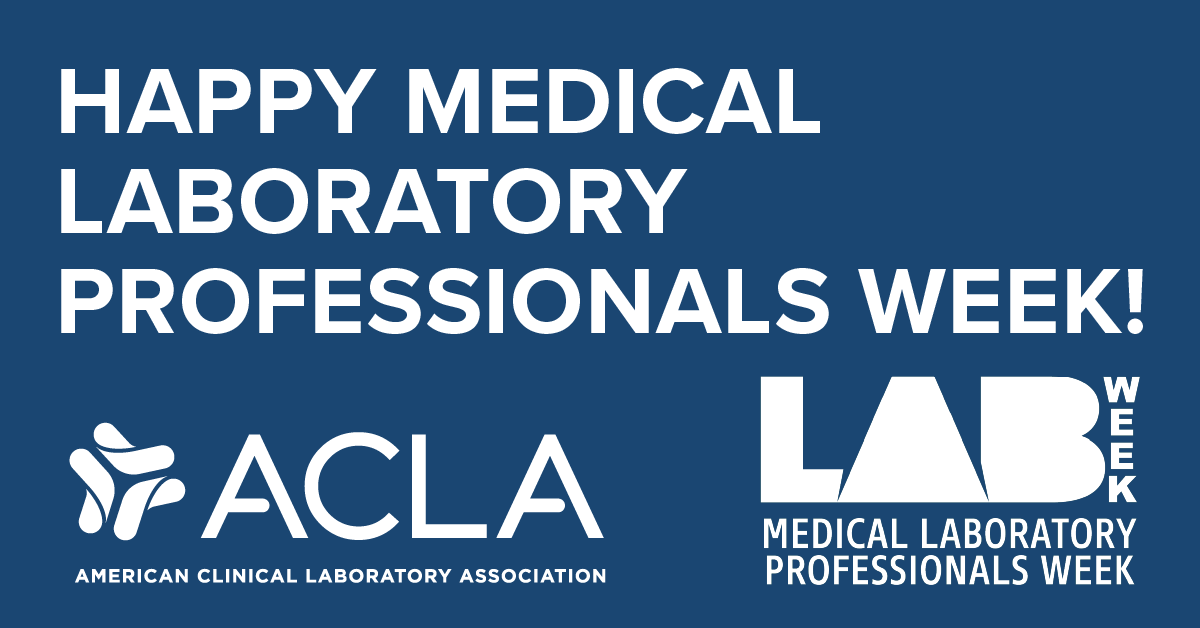 HAPPY MEDICAL
LABORATORY
PROFESSIONALS WEEK!
ACLA
AMERICAN CLINICAL LABORATORY ASSOCIATION
LAB WEEK
MEDICAL LABORATORY
PROFESSIONALS WEEK